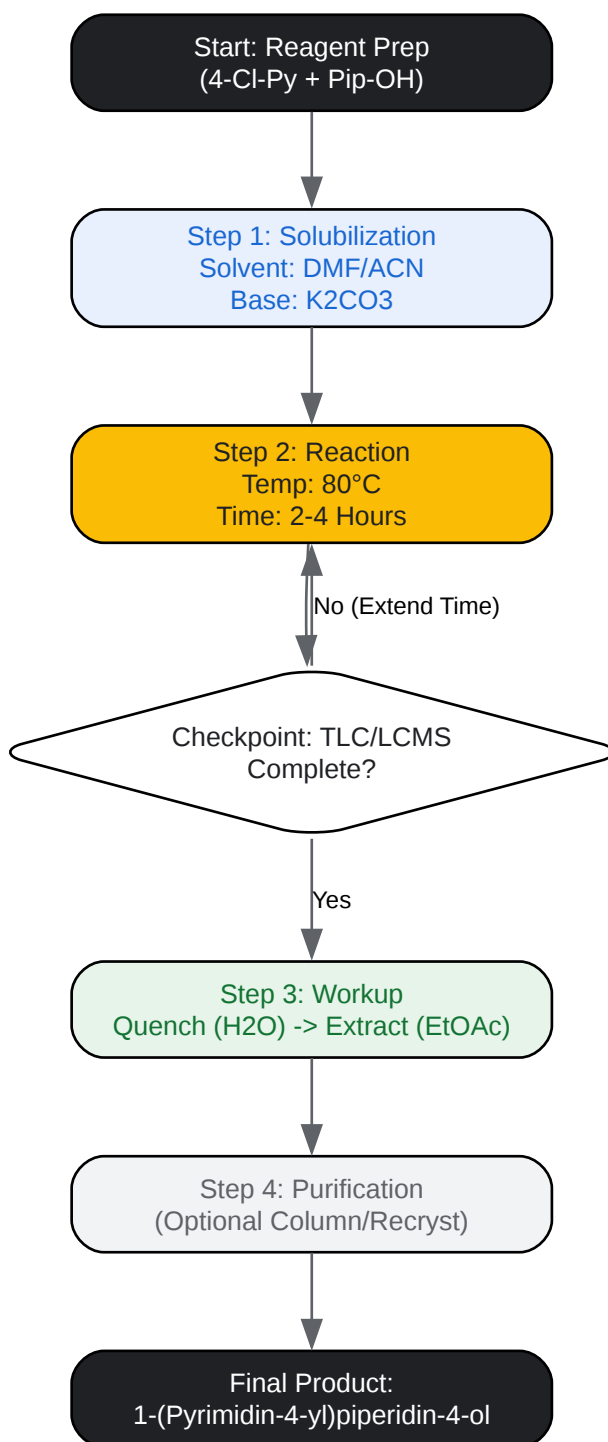 Start: Reagent Prep
(4-Cl-Py + Pip-OH)
Step 1: Solubilization
Solvent: DMF/ACN
Base: K2CO3
Step 2: Reaction
Temp: 80°C
Time: 2-4 Hours
No (Extend Time)
Checkpoint: TLC/LCMS
Complete?
Yes
Step 3: Workup
Quench (H2O) -> Extract (EtOAc)
Step 4: Purification
(Optional Column/Recryst)
Final Product:
1-(Pyrimidin-4-yl)piperidin-4-ol